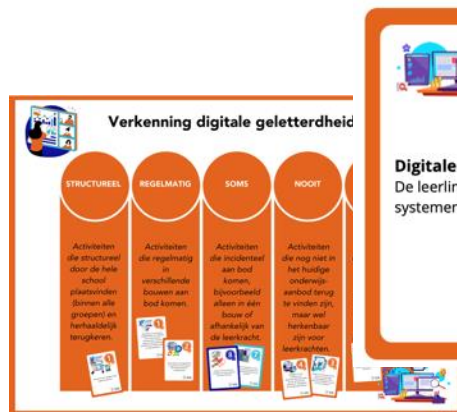 Verkenning digitale geletterdheid
STRUCTUREEL
REGELMATIG
SOMS
NOOIT
Activiteiten
die structureel
door de hele
school
plaatsvinden
(binnen alle
groepen) en
herhaaldelijk
terugkeren.
Activiteiten
die regelmatig
in
verschillende
bouwen aan
bod komen.
Activiteiten
die incidenteel
aan bod
komen,
bijvoorbeeld
alleen in één
bouw of
afhankelijk van
de leerkracht.
Activiteiten
die nog niet in
het huidige
onderwijs-
aanbod terug
te vinden zijn,
maar wel
herkenbaar
zijn voor
leerkrachten.
Digitale
De leerlin
systemen